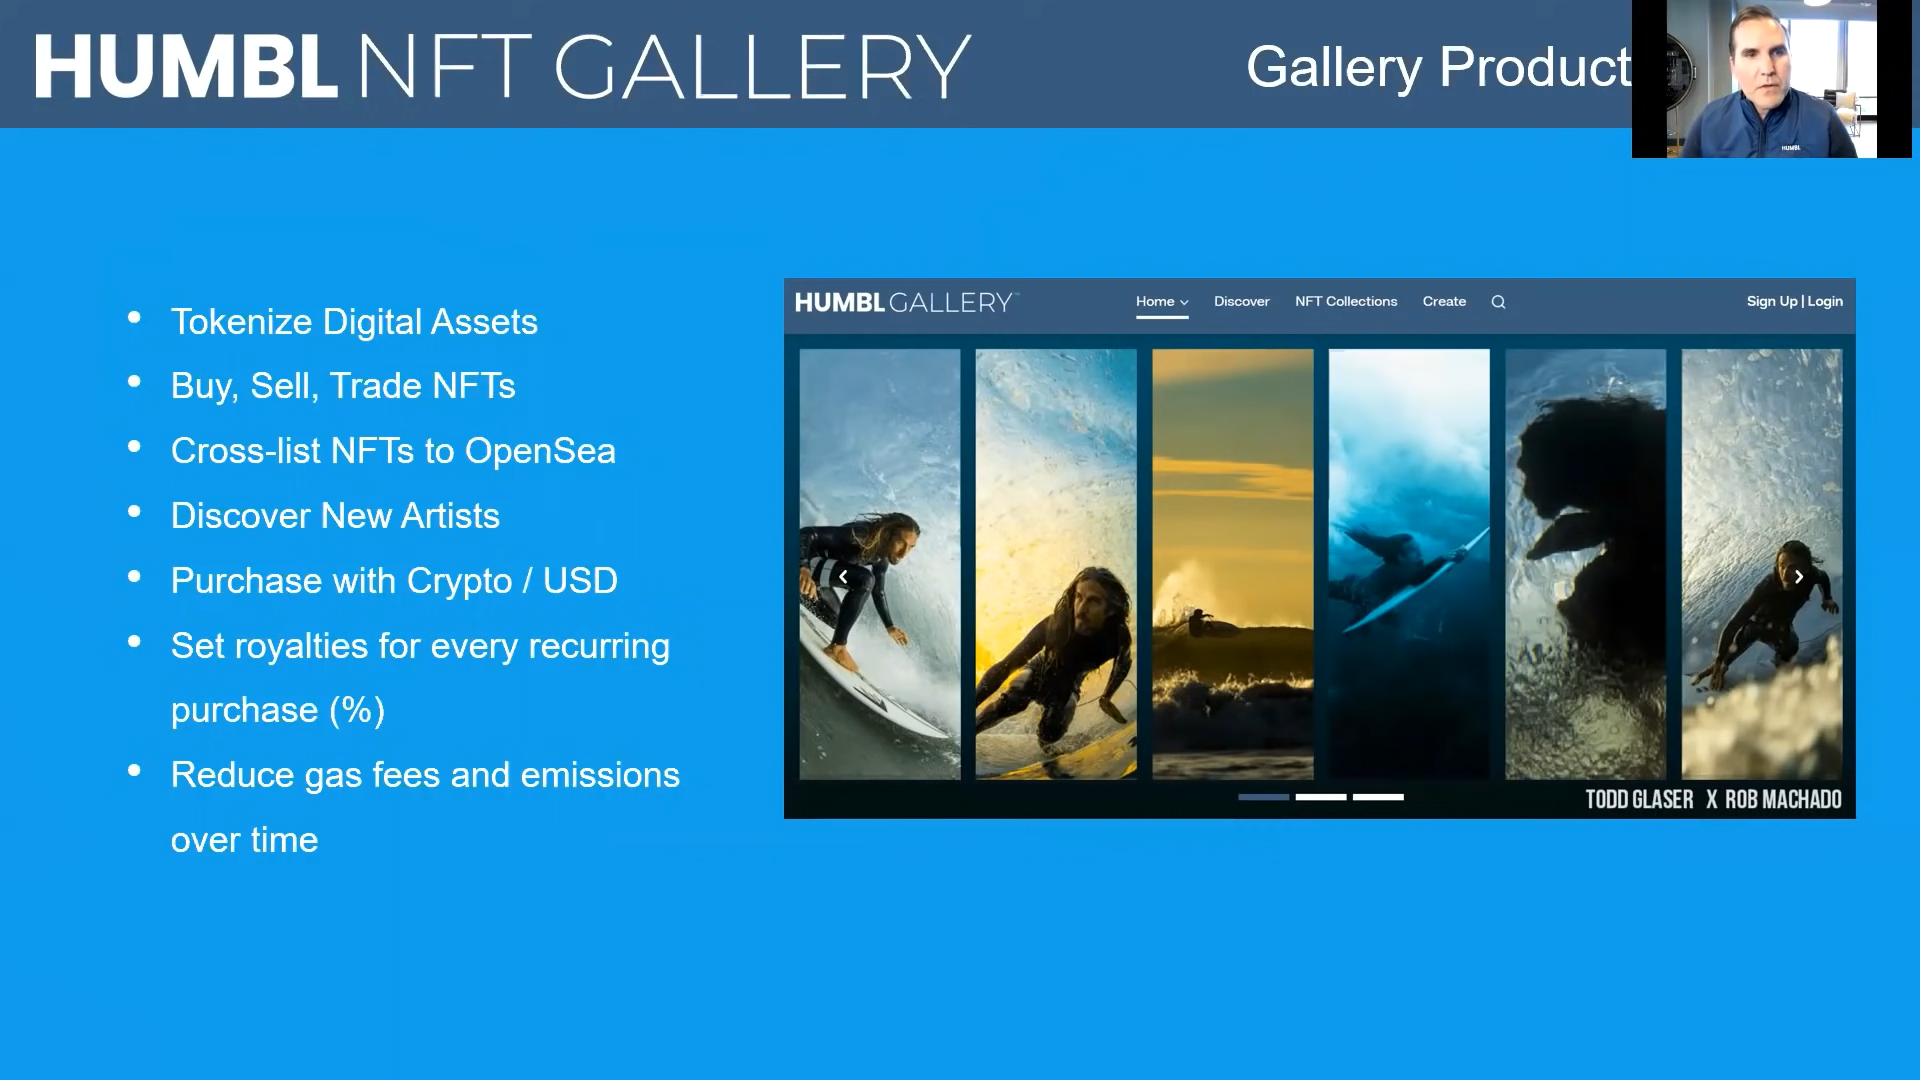 HUMBL NFT GALLERY
Gallery Product
HUMBL
• Tokenize Digital Assets
• Buy, Sell, Trade NFTs
• Cross-list NFTs to OpenSea
• Discover New Artists
• Purchase with Crypto / USD
• Set royalties for every recurring
purchase (%)
• Reduce gas fees and emissions
over time
HUMBL GALLERY™
Home Discover NFT Collections Create
Sign Up | Login
TODD GLASER X ROB MACHADO